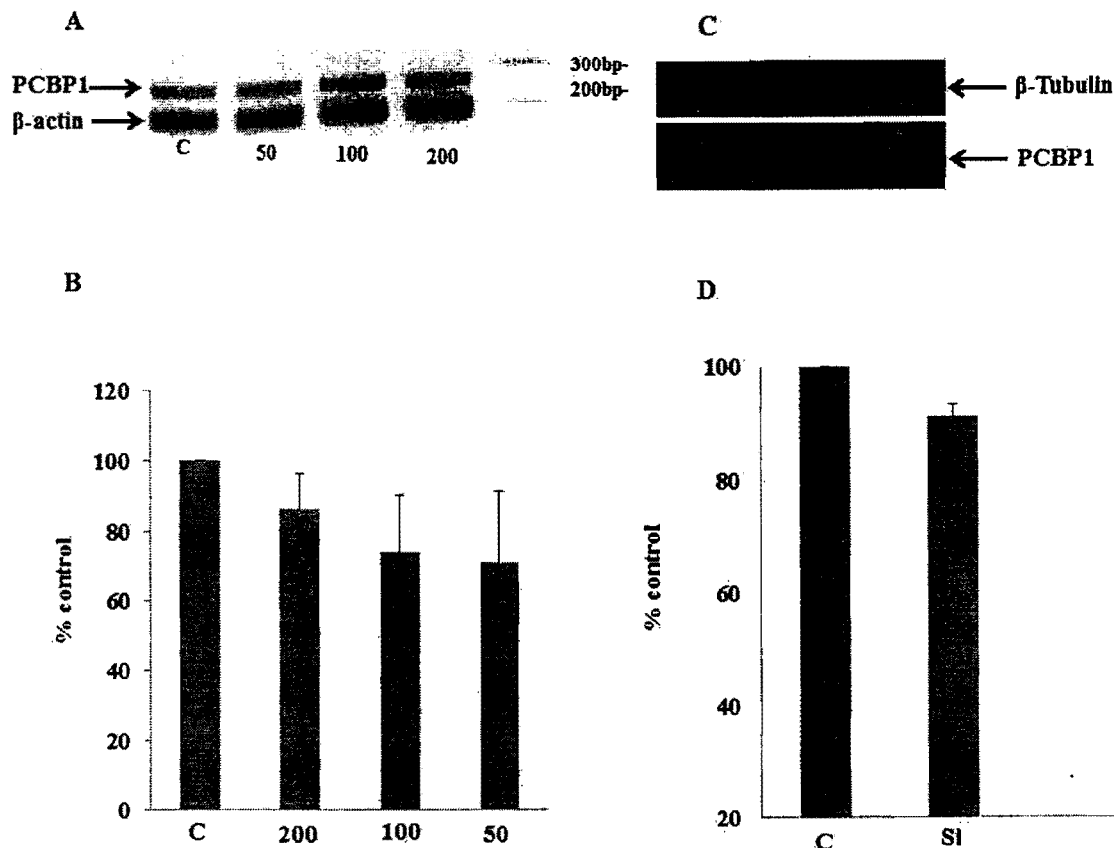 A
PCBP1
β-actin
C 50 100 200
300bp-
200bp-
C
β-Tubulin
PCBP1
B
% control
120
100
80
60
40
20
0
C 200 100 50
D
% control
100
80
60
40
20
C SI